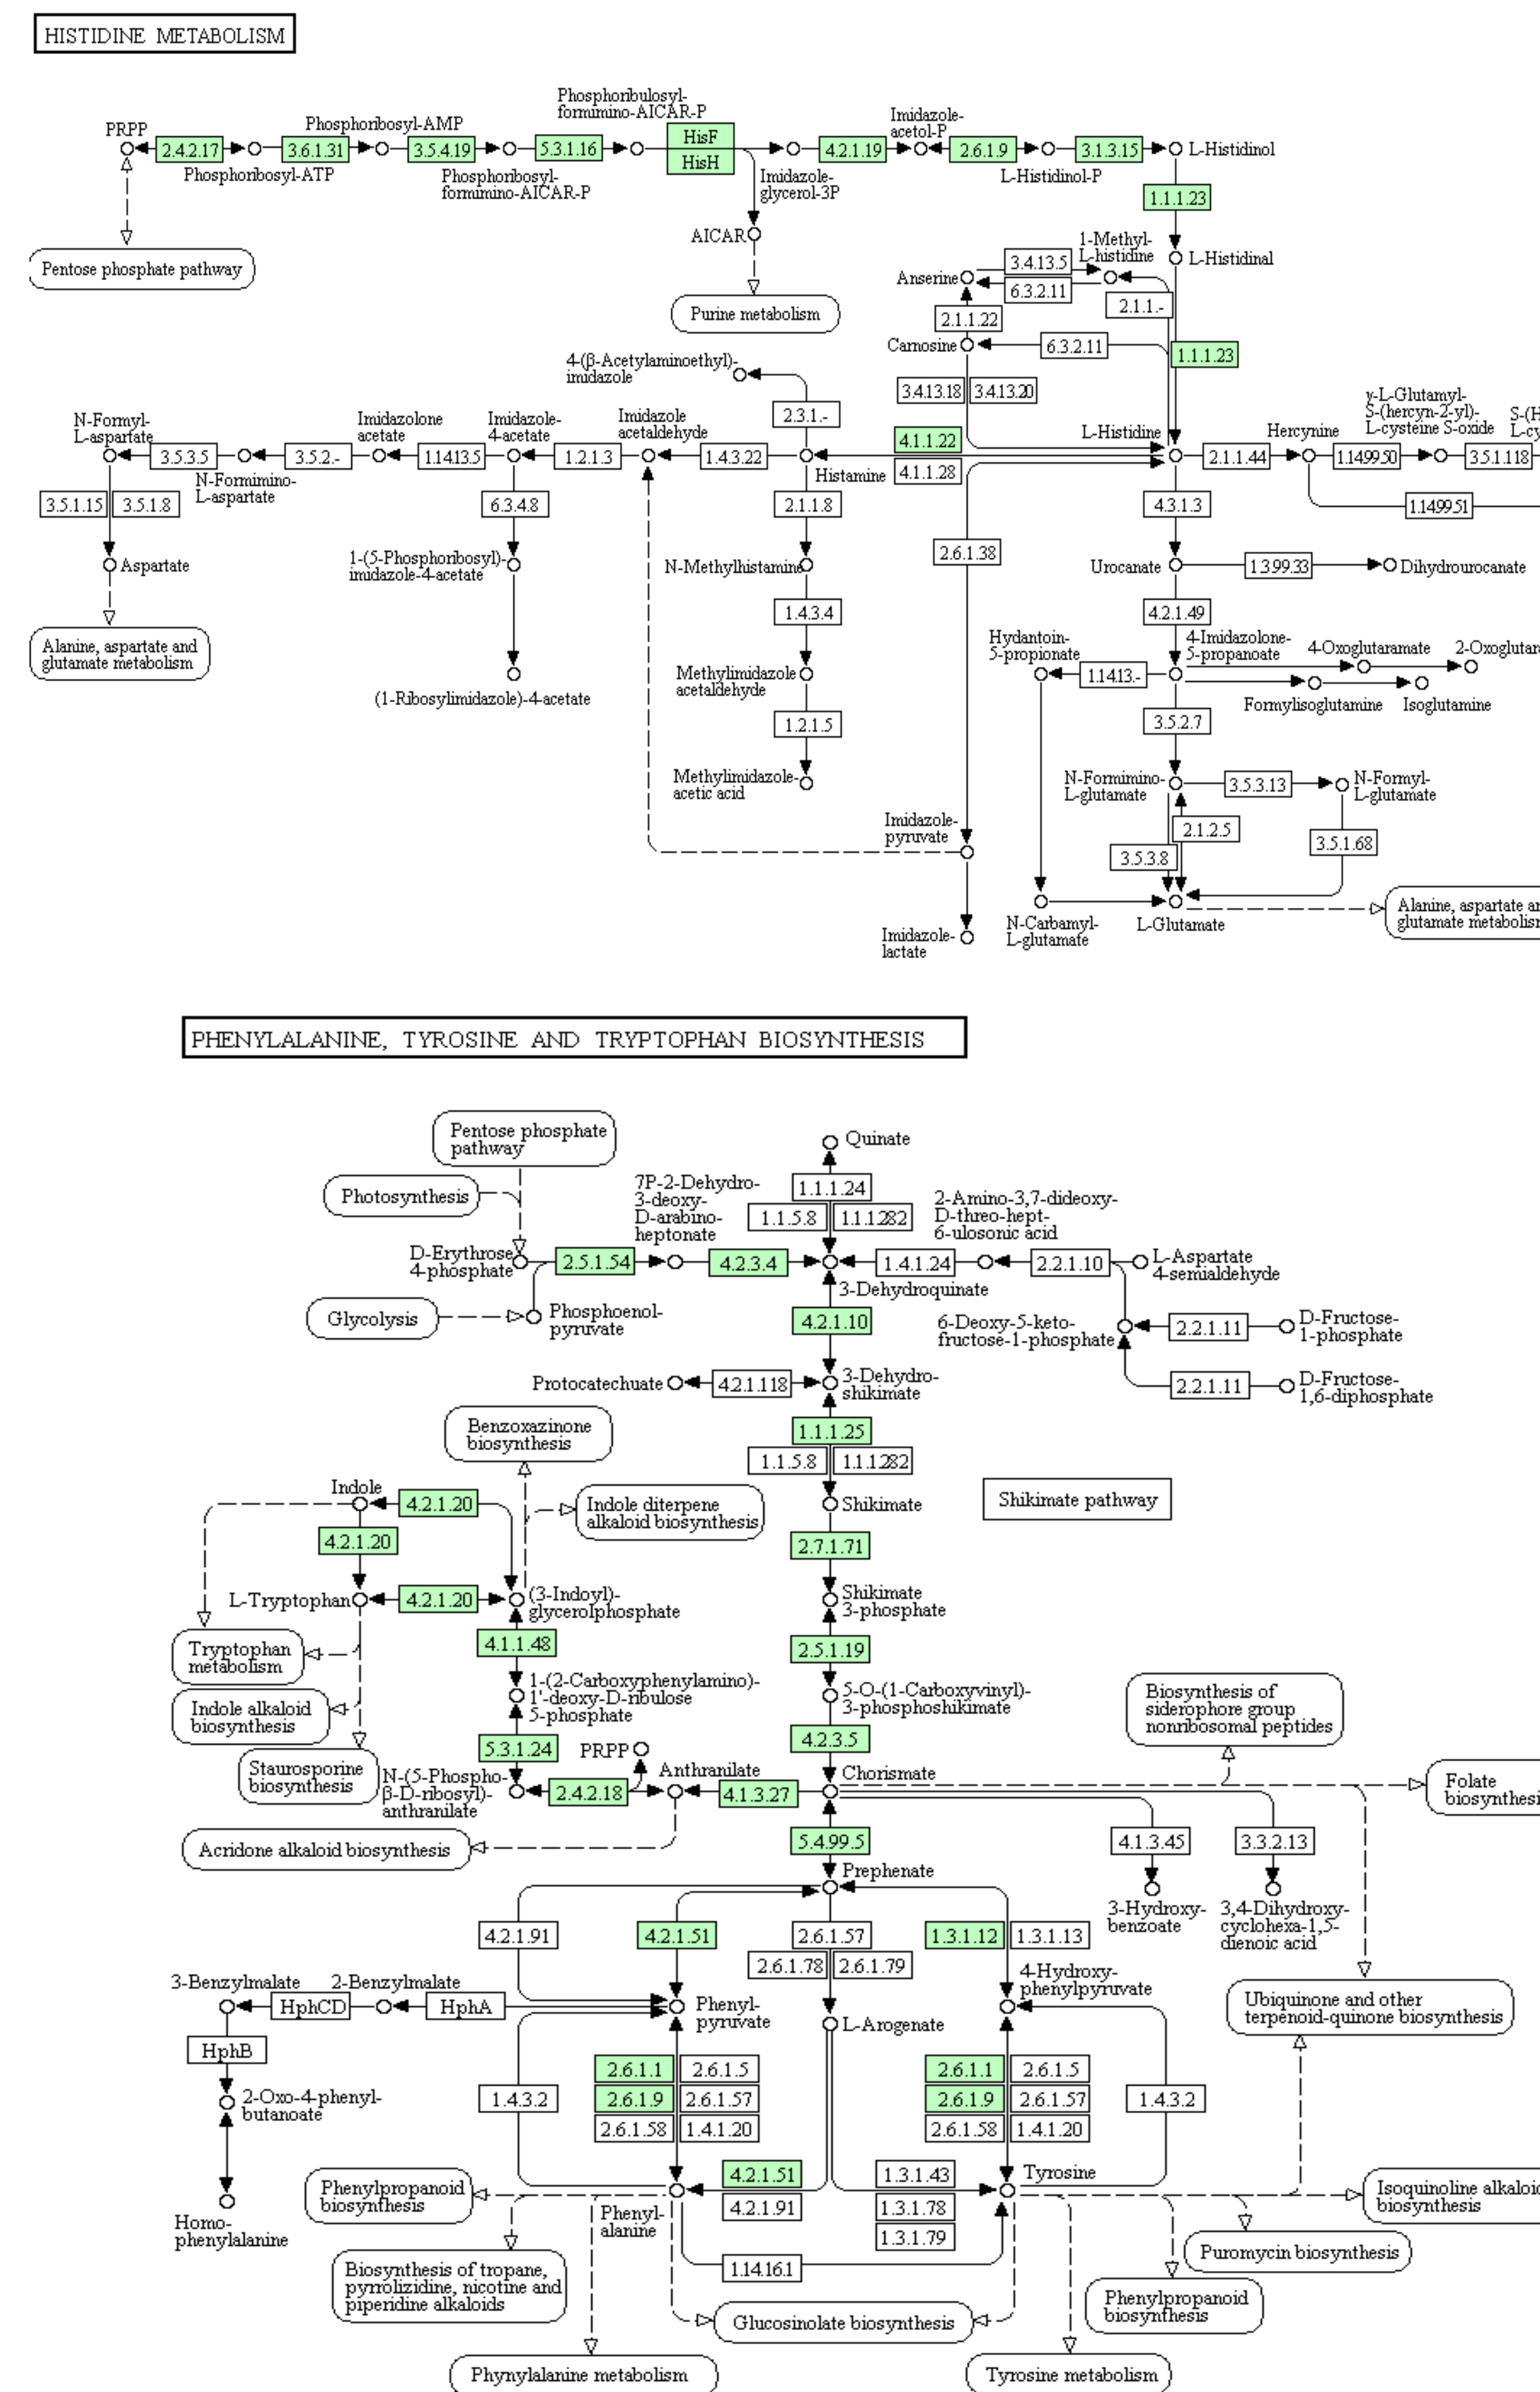 HISTIDINE METABOLISM
Phosphoribulosyl-
formimino-AICAR-P
PRPP
Phosphoribosyl-AMP
Imidazole-
acetol-P
2.4.2.17
3.6.1.31
3.5.4.19
5.3.1.16
HisF
HisH
4.2.1.19
2.6.1.9
3.1.3.15
L-Histidinol
Phosphoribosyl-ATP
Phosphoribosyl-
formimino-AICAR-P
Imidazole-
glycerol-3P
L-Histidinol-P
1.1.1.23
AICAR
Pentose phosphate pathway
Purine metabolism
1-Methyl-
L-histidine
L-Histidinal
Anserine
3.4.13.5
6.3.2.11
2.1.1.-
2.1.1.22
Carnosine
6.3.2.11
1.1.1.23
4-(β-Acetylaminoethyl)-
imidazole
3.4.13.18
3.4.13.20
2.3.1.-
N-Formyl-
L-aspartate
Imidazolone
acetate
Imidazole-
4-acetate
Imidazole
acetaldehyde
4.1.1.22
L-Histidine
Hercynine
γ-L-Glutamyl-
S-(hercyn-2-yl)-
L-cysteine S-oxide
S-(H
L-cy
3.5.3.5
3.5.2.-
1.14.13.5
1.2.1.3
1.4.3.22
Histamine
4.1.1.28
2.1.1.44
1.14.99.50
3.5.1.118
N-Formimino-
L-aspartate
3.5.1.15
3.5.1.8
6.3.4.8
2.1.1.8
4.3.1.3
1.14.99.51
2.6.1.38
Aspartate
1-(5-Phosphoribosyl)-
imidazole-4-acetate
N-Methylhistamine
Urocanate
1.3.99.33
Dihydrourocanate
1.4.3.4
4.2.1.49
Alanine, aspartate and
glutamate metabolism
Hydantoin-
5-propionate
4-Imidazolone-
5-propanoate
4-Oxoglutaramate
2-Oxoglutar
1.14.13.-
Methylimidazole
acetaldehyde
(1-Ribosylimidazole)-4-acetate
Formylisoglutamine
Isoglutamine
1.2.1.5
3.5.2.7
Methylimidazole-
acetic acid
N-Formimino-
L-glutamate
3.5.3.13
N-Formyl-
L-glutamate
Imidazole-
pyruvate
2.1.2.5
3.5.3.8
3.5.1.68
N-Carbamyl-
L-glutamate
L-Glutamate
Alanine, aspartate an
glutamate metabolism
Imidazole-
lactate
PHENYLALANINE, TYROSINE AND TRYPTOPHAN BIOSYNTHESIS
Pentose phosphate
pathway
Quinate
Photosynthesis
7P-2-Dehydro-
3-deoxy-
D-arabino-
heptonate
1.1.1.24
1.1.5.8
1.1.1.282
2-Amino-3,7-dideoxy-
D-threo-hept-
6-ulosonic acid
D-Erythrose
4-phosphate
2.5.1.54
4.2.3.4
1.4.1.24
2.2.1.10
L-Aspartate
4-semialdehyde
3-Dehydroquinate
Glycolysis
Phosphoenol-
pyruvate
4.2.1.10
6-Deoxy-5-keto-
fructose-1-phosphate
2.2.1.11
D-Fructose-
1-phosphate
Protocatechuate
4.2.1.118
3-Dehydro-
shikimate
2.2.1.11
D-Fructose-
1,6-diphosphate
Benzoxazinone
biosynthesis
1.1.1.25
1.1.5.8
1.1.1.282
Indole
4.2.1.20
Indole diterpene
alkaloid biosynthesis
Shikimate
Shikimate pathway
4.2.1.20
2.7.1.71
L-Tryptophan
4.2.1.20
(3-Indoyl)-
glycerolphosphate
Shikimate
3-phosphate
Tryptophan
metabolism
4.1.1.48
2.5.1.19
Indole alkaloid
biosynthesis
1-(2-Carboxyphenylamino)-
1'-deoxy-D-ribulose
5-phosphate
5-O-(1-Carboxyvinyl)-
3-phosphoshikimate
Biosynthesis of
siderophore group
nonribosomal peptides
Staurosporine
biosynthesis
5.3.1.24
PRPP
4.2.3.5
N-(5-Phospho-
β-D-ribosyl)-
anthranilate
2.4.2.18
Anthranilate
4.1.3.27
Chorismate
Folate
biosynthesi
Acridone alkaloid biosynthesis
5.4.99.5
4.1.3.45
3.3.2.13
Prephenate
3-Hydroxy-
benzoate
3,4-Dihydroxy-
cyclohexa-1,5-
dienoic acid
4.2.1.91
4.2.1.51
2.6.1.57
2.6.1.78
2.6.1.79
1.3.1.12
1.3.1.13
3-Benzylmalate
2-Benzylmalate
4-Hydroxy-
phenylpyruvate
HphCD
HphA
Phenyl-
pyruvate
L-Arogenate
Ubiquinone and other
terpenoid-quinone biosynthesis
HphB
2-Oxo-4-phenyl-
butanoate
1.4.3.2
2.6.1.1
2.6.1.5
2.6.1.9
2.6.1.57
2.6.1.58
1.4.1.20
2.6.1.1
2.6.1.5
2.6.1.9
2.6.1.57
2.6.1.58
1.4.1.20
1.4.3.2
Homo-
phenylalanine
Phenylpropanoid
biosynthesis
4.2.1.51
4.2.1.91
1.3.1.43
1.3.1.78
1.3.1.79
Tyrosine
Isoquinoline alkaloid
biosynthesis
Phenyl-
alanine
Puromycin biosynthesis
Biosynthesis of tropane,
pyrrolizidine, nicotine and
piperidine alkaloids
1.14.16.1
Phenylpropanoid
biosynthesis
Glucosinolate biosynthesis
Phynylalanine metabolism
Tyrosine metabolism